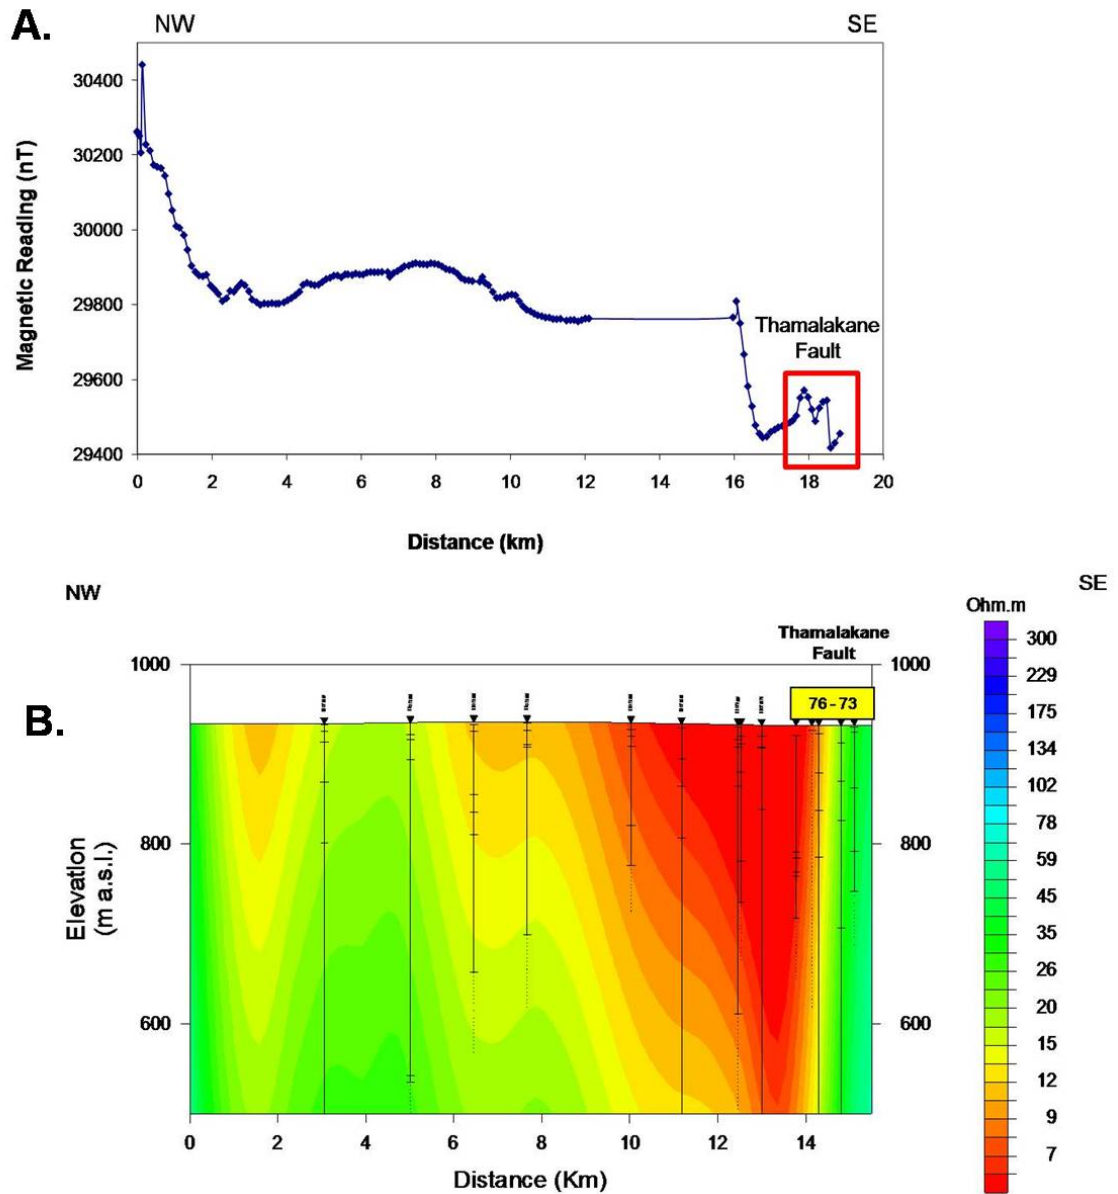 A.
NW
SE
30400
30200
30000
29800
29600
29400
Magnetic Reading (nT)
Thamalakane
Fault
0 2 4 6 8 10 12 14 16 18 20
Distance (km)
NW
SE
B.
Ohm.m
Thamalakane
Fault
76-73
1000
800
600
1000
800
600
Elevation
(m a.s.l.)
0 2 4 6 8 10 12 14
Distance (Km)
300
229
175
134
102
78
59
45
35
26
20
15
12
9
7